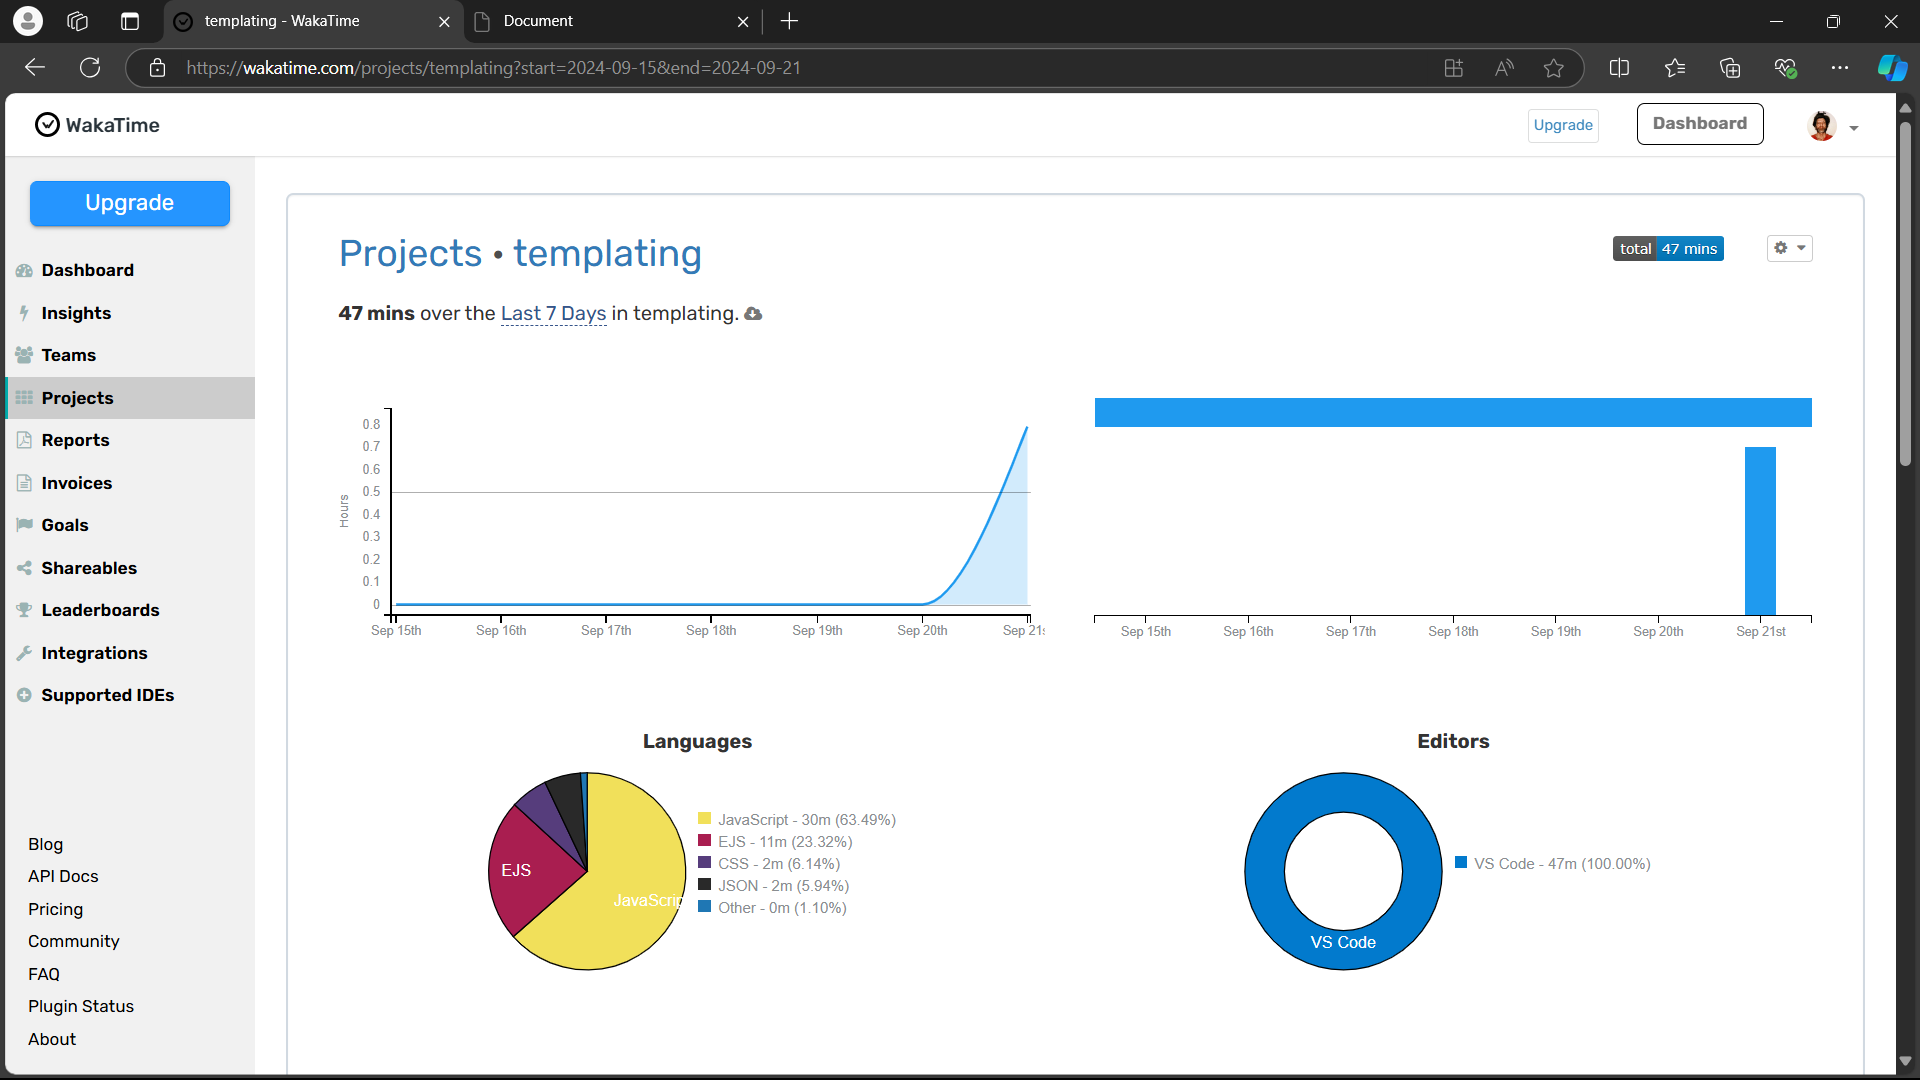 templating - WakaTime
Document
https://wakatime.com/projects/templating?start=2024-09-15&end=2024-09-21
WakaTime
Upgrade
Dashboard
Upgrade
Dashboard
Insights
Teams
Projects
Reports
Invoices
Goals
Shareables
Leaderboards
Integrations
Supported IDEs
Blog
API Docs
Pricing
Community
FAQ
Plugin Status
About
Projects • templating
total 47 mins
47 mins over the Last 7 Days in templating.
Hours
0.8
0.7
0.6
0.5
0.4
0.3
0.2
0.1
0
Sep 15th Sep 16th Sep 17th Sep 18th Sep 19th Sep 20th Sep 21s
Sep 15th Sep 16th Sep 17th Sep 18th Sep 19th Sep 20th Sep 21st
Languages
EJS
JavaScrip
JavaScript - 30m (63.49%)
EJS - 11m (23.32%)
CSS - 2m (6.14%)
JSON - 2m (5.94%)
Other - 0m (1.10%)
Editors
VS Code
VS Code - 47m (100.00%)